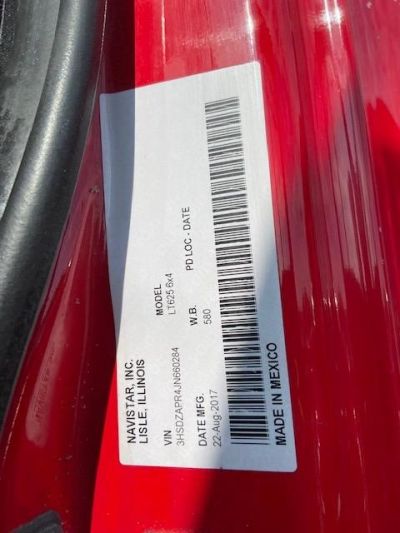 NAVISTAR, INC.
LISLE, ILLINOIS
VIN
3HSDZAPR4JN660284
MODEL
LT625 6x4
DATE MFG.
22-Aug-2017
W.B.
580
PD LOC - DATE
MADE IN MEXICO